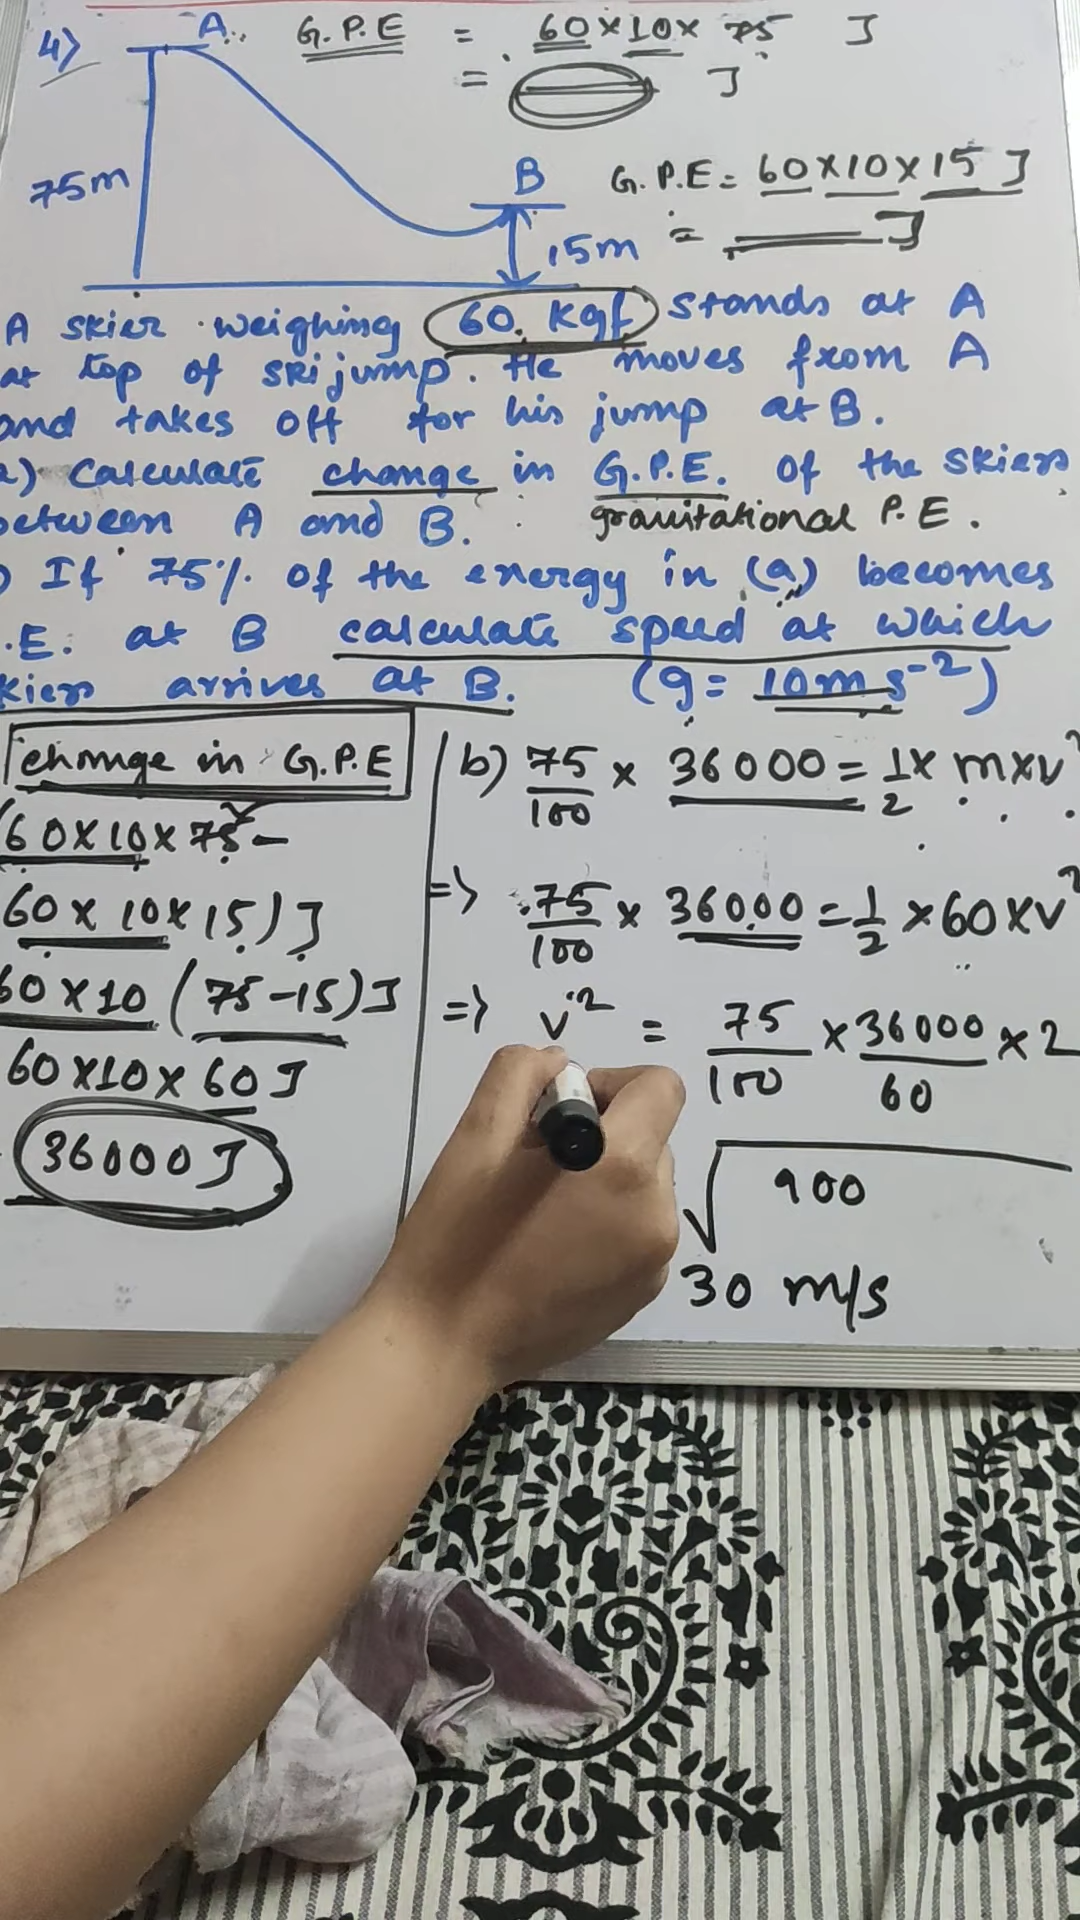 4)
A
G.P.E = 60 × 10 × 75 J
= J
75m
B
G.P.E = 60 × 10 × 15 J
= J
15m
A skier weighing 60 kgf stands at A
at top of ski jump. He moves from A
and takes off for his jump at B.
a) Calculate change in G.P.E. of the skiers
between A and B.
gravitational P.E.
) If 75% of the energy in (a) becomes
.E. at B calculate speed at which
kiers arrives at B. (g = 10 m s⁻²)
change in G.P.E
(60 × 10 × 75 –
60 × 10 × 15) J
60 × 10 (75 – 15) J
60 × 10 × 60 J
36000 J
b) 75/100 × 36000 = 1/2 × m × v²
=> 75/100 × 36000 = 1/2 × 60 × v²
=> v² = 75/100 × 36000/60 × 2
√900
30 m/s